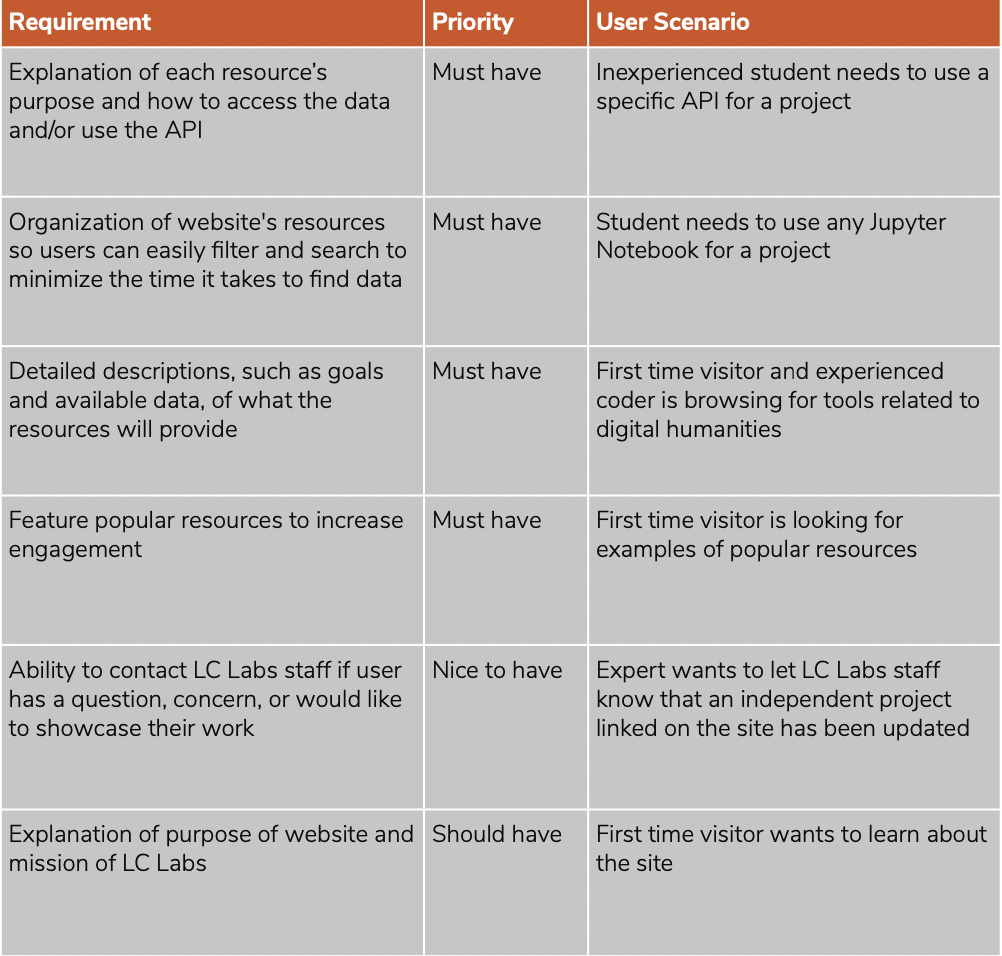 Requirement
Priority
User Scenario
Explanation of each resource’s
purpose and how to access the data
and/or use the API
Must have
Inexperienced student needs to use a
specific API for a project
Organization of website's resources
so users can easily filter and search to
minimize the time it takes to find data
Must have
Student needs to use any Jupyter
Notebook for a project
Detailed descriptions, such as goals
and available data, of what the
resources will provide
Must have
First time visitor and experienced
coder is browsing for tools related to
digital humanities
Feature popular resources to increase
engagement
Must have
First time visitor is looking for
examples of popular resources
Ability to contact LC Labs staff if user
has a question, concern, or would like
to showcase their work
Nice to have
Expert wants to let LC Labs staff
know that an independent project
linked on the site has been updated
Explanation of purpose of website and
mission of LC Labs
Should have
First time visitor wants to learn about
the site